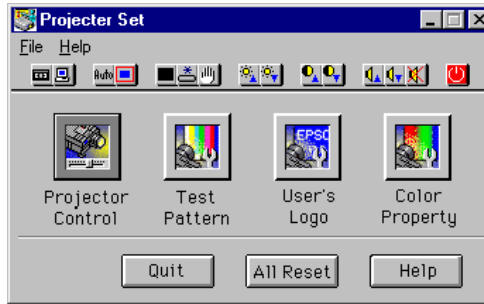 Projecter Set
File Help
Auto
EPSO
Projector Control
Test Pattern
User's Logo
Color Property
Quit All Reset Help